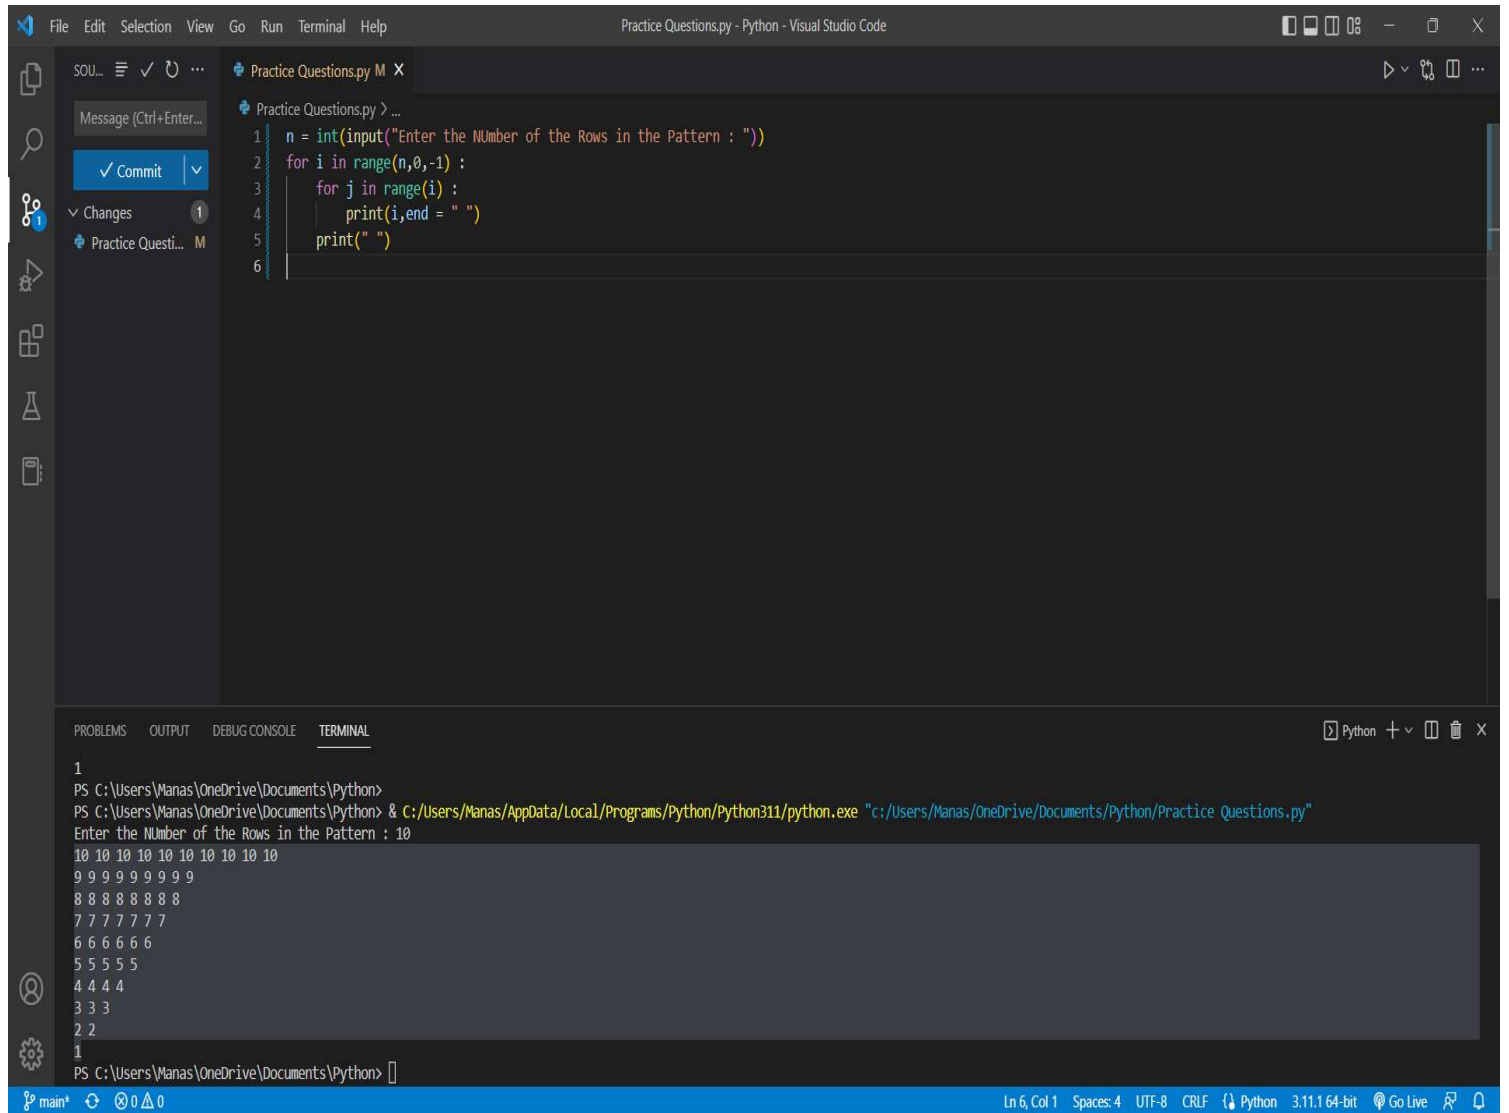 File Edit Selection View Go Run Terminal Help
Practice Questions.py - Python - Visual Studio Code
SOU...
Practice Questions.py M
Message (Ctrl+Enter...
Practice Questions.py > ...
Commit
Changes 1
Practice Questi... M
1
1 n = int(input("Enter the NUmber of the Rows in the Pattern : "))
2 for i in range(n,0,-1) :
3 for j in range(i) :
4 print(i,end = " ")
5 print(" ")
6
PROBLEMS OUTPUT DEBUG CONSOLE TERMINAL
Python
1
PS C:\Users\Manas\OneDrive\Documents\Python>
PS C:\Users\Manas\OneDrive\Documents\Python> & C:/Users/Manas/AppData/Local/Programs/Python/Python311/python.exe "c:/Users/Manas/OneDrive/Documents/Python/Practice Questions.py"
Enter the NUmber of the Rows in the Pattern : 10
10 10 10 10 10 10 10 10 10 10
9 9 9 9 9 9 9 9 9
8 8 8 8 8 8 8 8
7 7 7 7 7 7 7
6 6 6 6 6 6
5 5 5 5 5
4 4 4 4
3 3 3
2 2
1
PS C:\Users\Manas\OneDrive\Documents\Python>
main* 0 0
Ln 6, Col 1 Spaces: 4 UTF-8 CRLF Python 3.11.1 64-bit Go Live